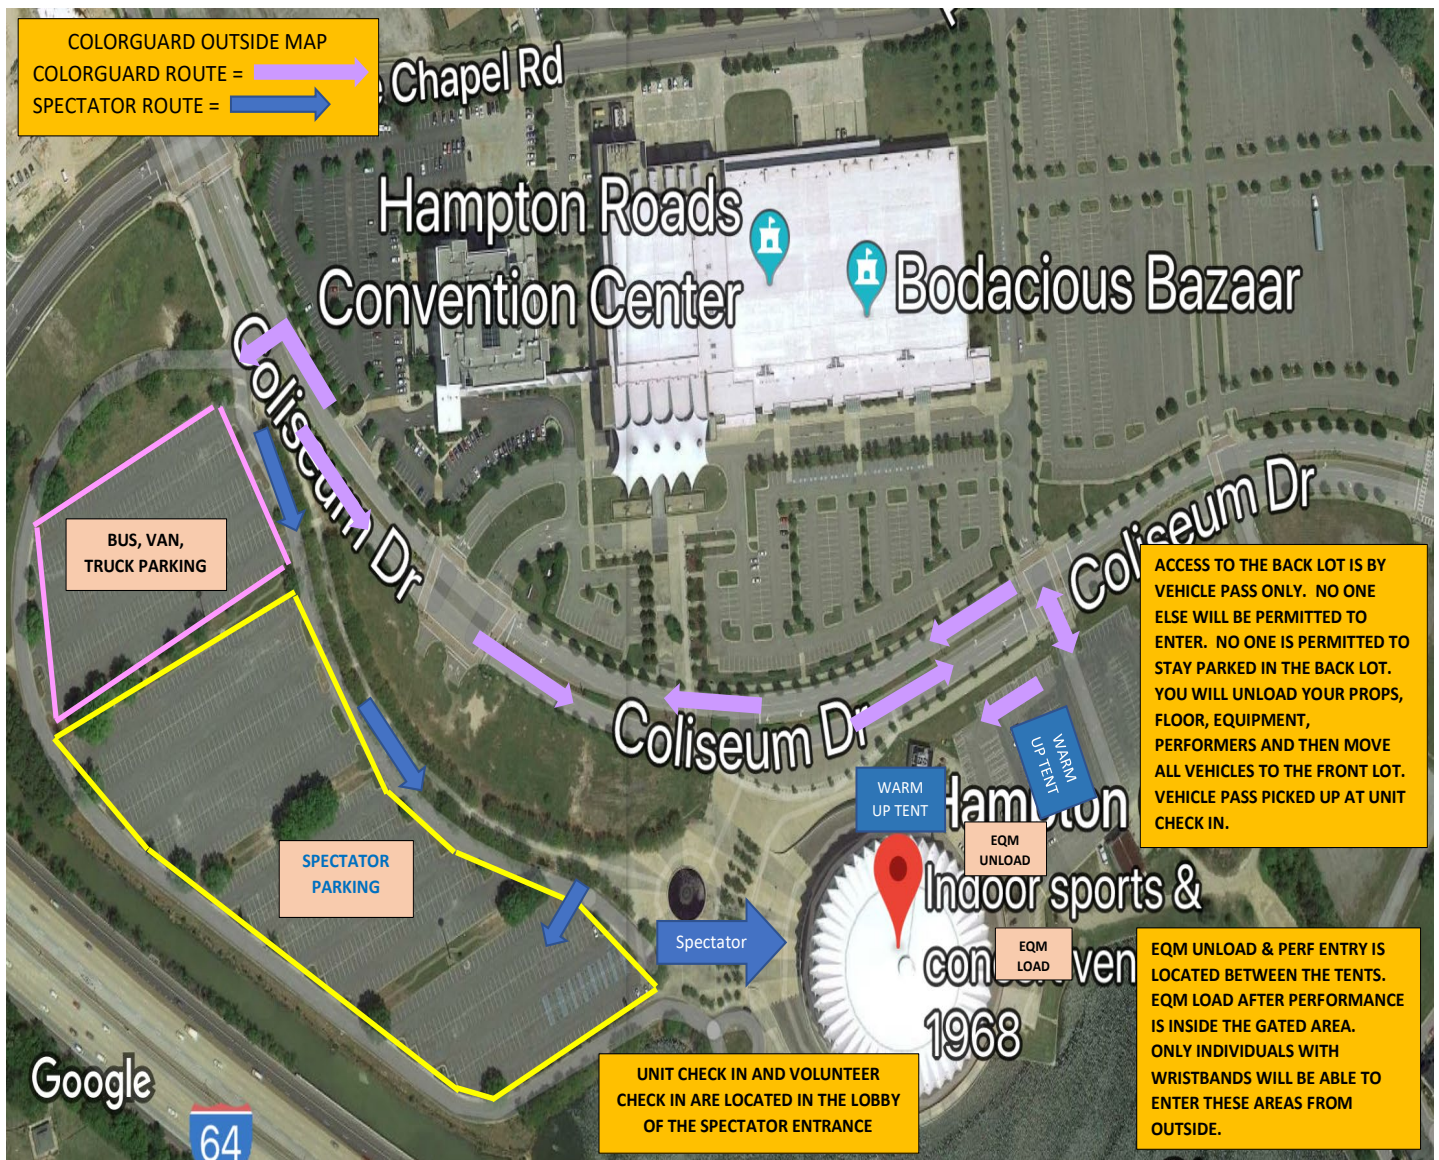 COLORGUARD OUTSIDE MAP
COLORGUARD ROUTE =
SPECTATOR ROUTE =
e Chapel Rd
Hampton Roads
Convention Center
Bodacious Bazaar
Coliseum Dr
Coliseum Dr
Coliseum Dr
BUS, VAN,
TRUCK PARKING
SPECTATOR
PARKING
ACCESS TO THE BACK LOT IS BY
VEHICLE PASS ONLY. NO ONE
ELSE WILL BE PERMITTED TO
ENTER. NO ONE IS PERMITTED TO
STAY PARKED IN THE BACK LOT.
YOU WILL UNLOAD YOUR PROPS,
FLOOR, EQUIPMENT,
PERFORMERS AND THEN MOVE
ALL VEHICLES TO THE FRONT LOT.
VEHICLE PASS PICKED UP AT UNIT
CHECK IN.
WARM
UP TENT
WARM
UP TENT
Hampton
EQM
UNLOAD
Indoor sports &
EQM
LOAD
1968
Spectator
EQM UNLOAD & PERF ENTRY IS
LOCATED BETWEEN THE TENTS.
EQM LOAD AFTER PERFORMANCE
IS INSIDE THE GATED AREA.
ONLY INDIVIDUALS WITH
WRISTBANDS WILL BE ABLE TO
ENTER THESE AREAS FROM
OUTSIDE.
UNIT CHECK IN AND VOLUNTEER
CHECK IN ARE LOCATED IN THE LOBBY
OF THE SPECTATOR ENTRANCE
Google
64